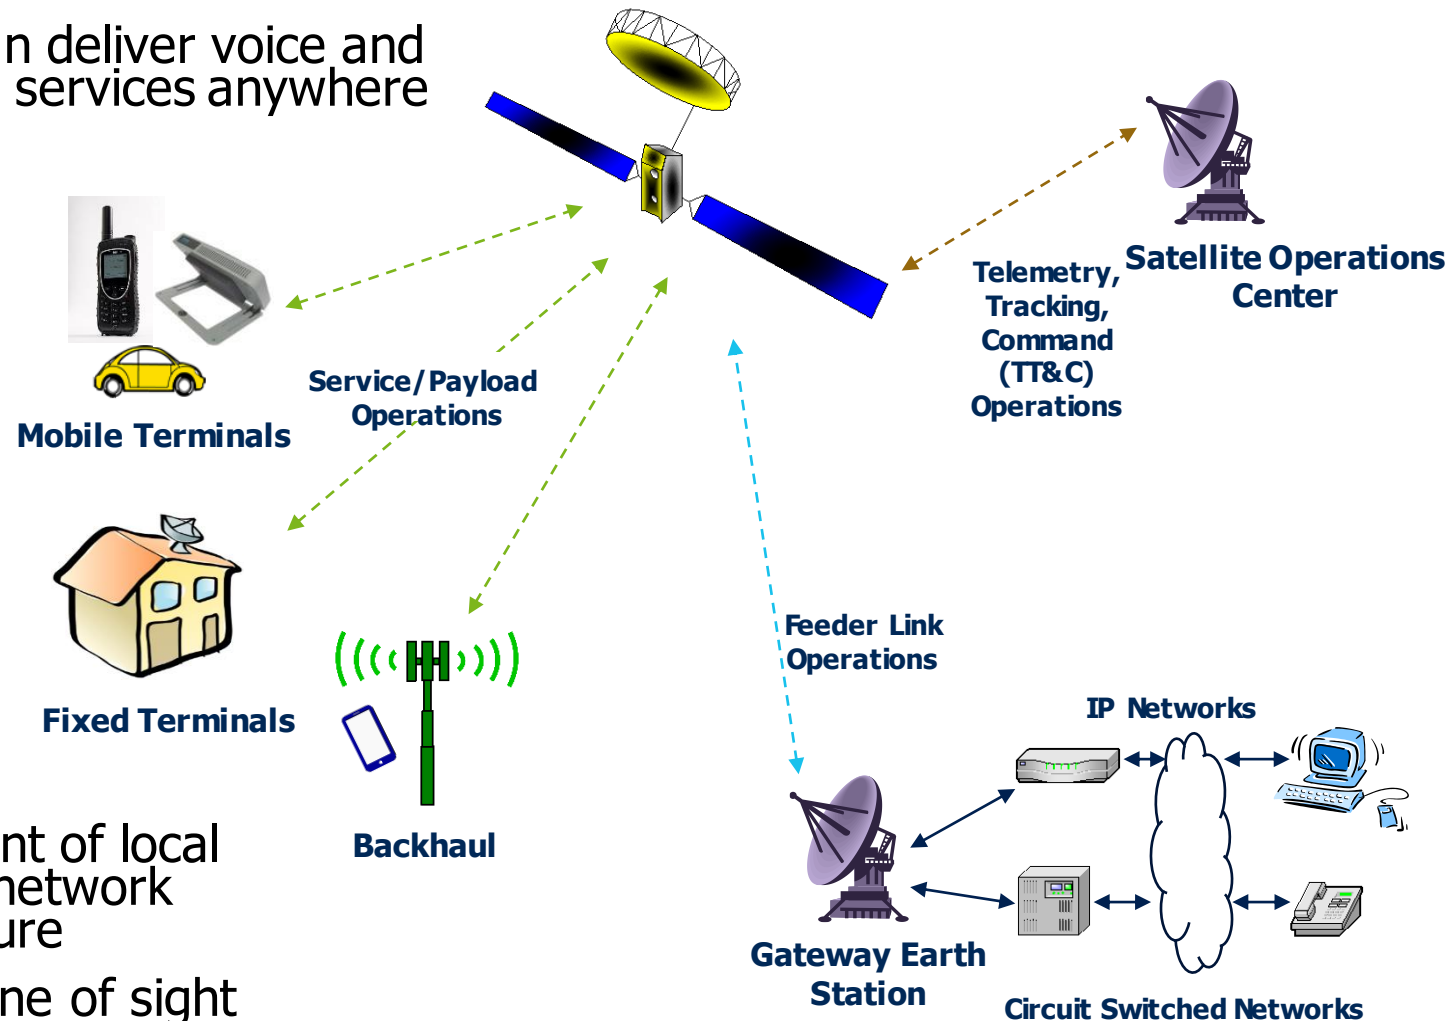 n deliver voice and
services anywhere
Satellite Operations
Center
Telemetry,
Tracking,
Command
(TT&C)
Operations
Service/Payload
Operations
Mobile Terminals
Fixed Terminals
Backhaul
Feeder Link
Operations
IP Networks
Gateway Earth
Station
Circuit Switched Networks
nt of local
network
ure
ne of sight